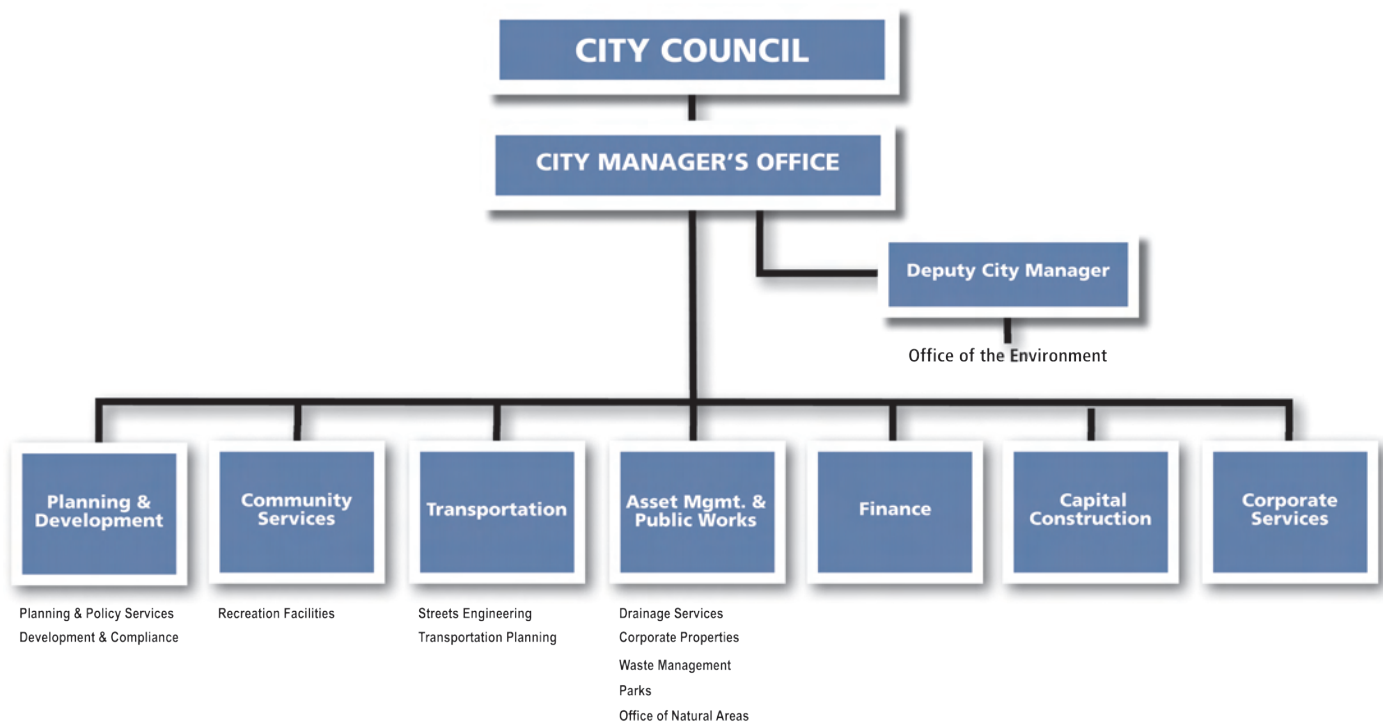 CITY COUNCIL
CITY MANAGER'S OFFICE
Deputy City Manager
Office of the Environment
Planning &
Development
Community
Services
Transportation
Asset Mgmt. &
Public Works
Finance
Capital
Construction
Corporate
Services
Planning & Policy Services
Development & Compliance
Recreation Facilities
Streets Engineering
Transportation Planning
Drainage Services
Corporate Properties
Waste Management
Parks
Office of Natural Areas